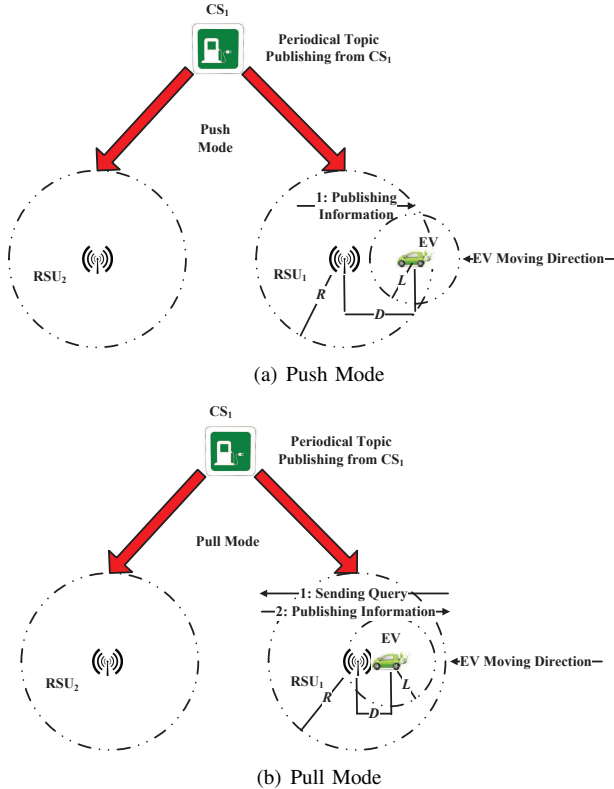 CS₁
Periodical Topic
Publishing from CS₁
Push
Mode
1: Publishing
Information
EV
RSU₂
RSU₁
EV Moving Direction
R
L
D
(a) Push Mode
CS₁
Periodical Topic
Publishing from CS₁
Pull Mode
1: Sending Query
2: Publishing Information
EV
EV Moving Direction
RSU₂
RSU₁
R
L
D
(b) Pull Mode